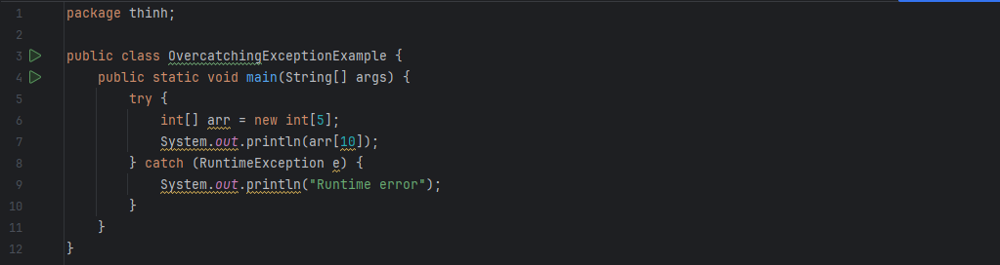 1 package thinh;
2
3 public class OvercatchingExceptionExample {
4 public static void main(String[] args) {
5 try {
6 int[] arr = new int[5];
7 System.out.println(arr[10]);
8 } catch (RuntimeException e) {
9 System.out.println("Runtime error");
10 }
11 }
12 }